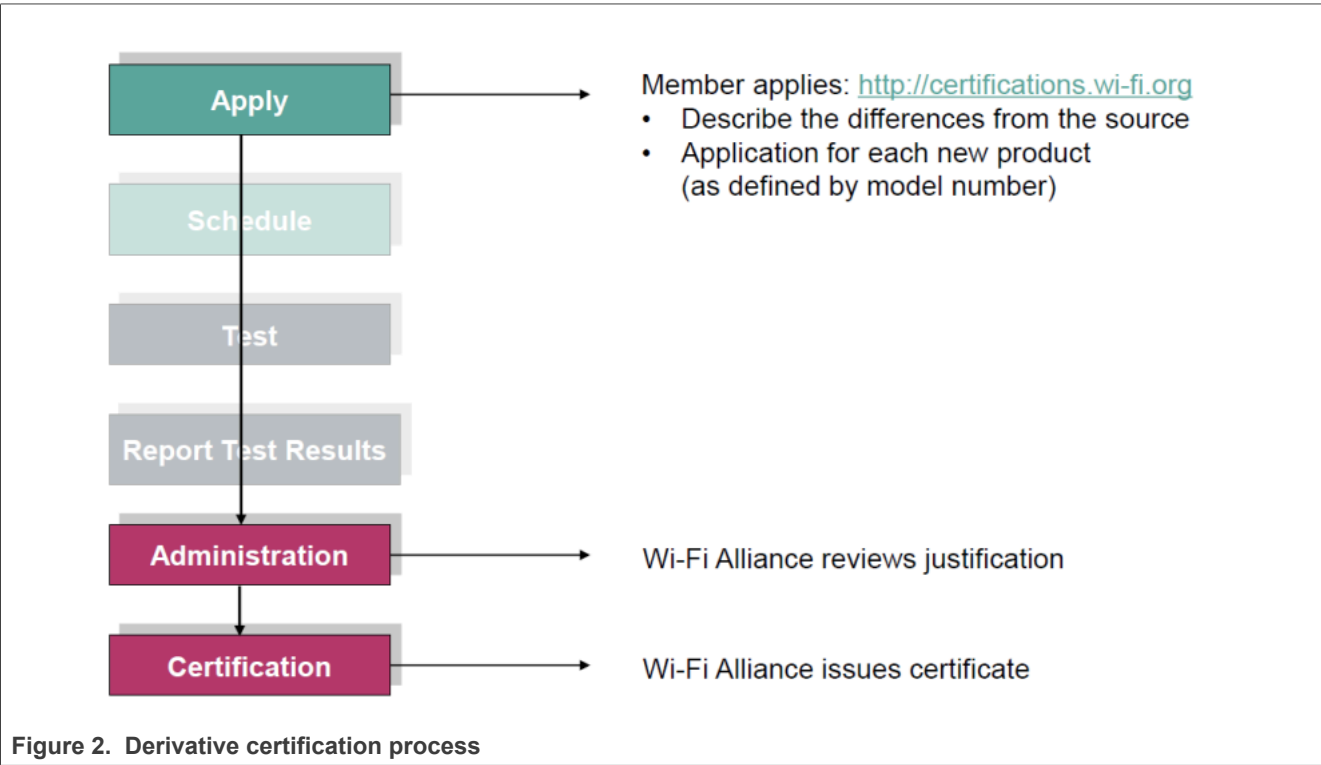 Apply
Member applies: http://certifications.wi-fi.org
• Describe the differences from the source
• Application for each new product
(as defined by model number)
Schedule
Test
Report Test Results
Administration
Wi-Fi Alliance reviews justification
Certification
Wi-Fi Alliance issues certificate
Figure 2. Derivative certification process